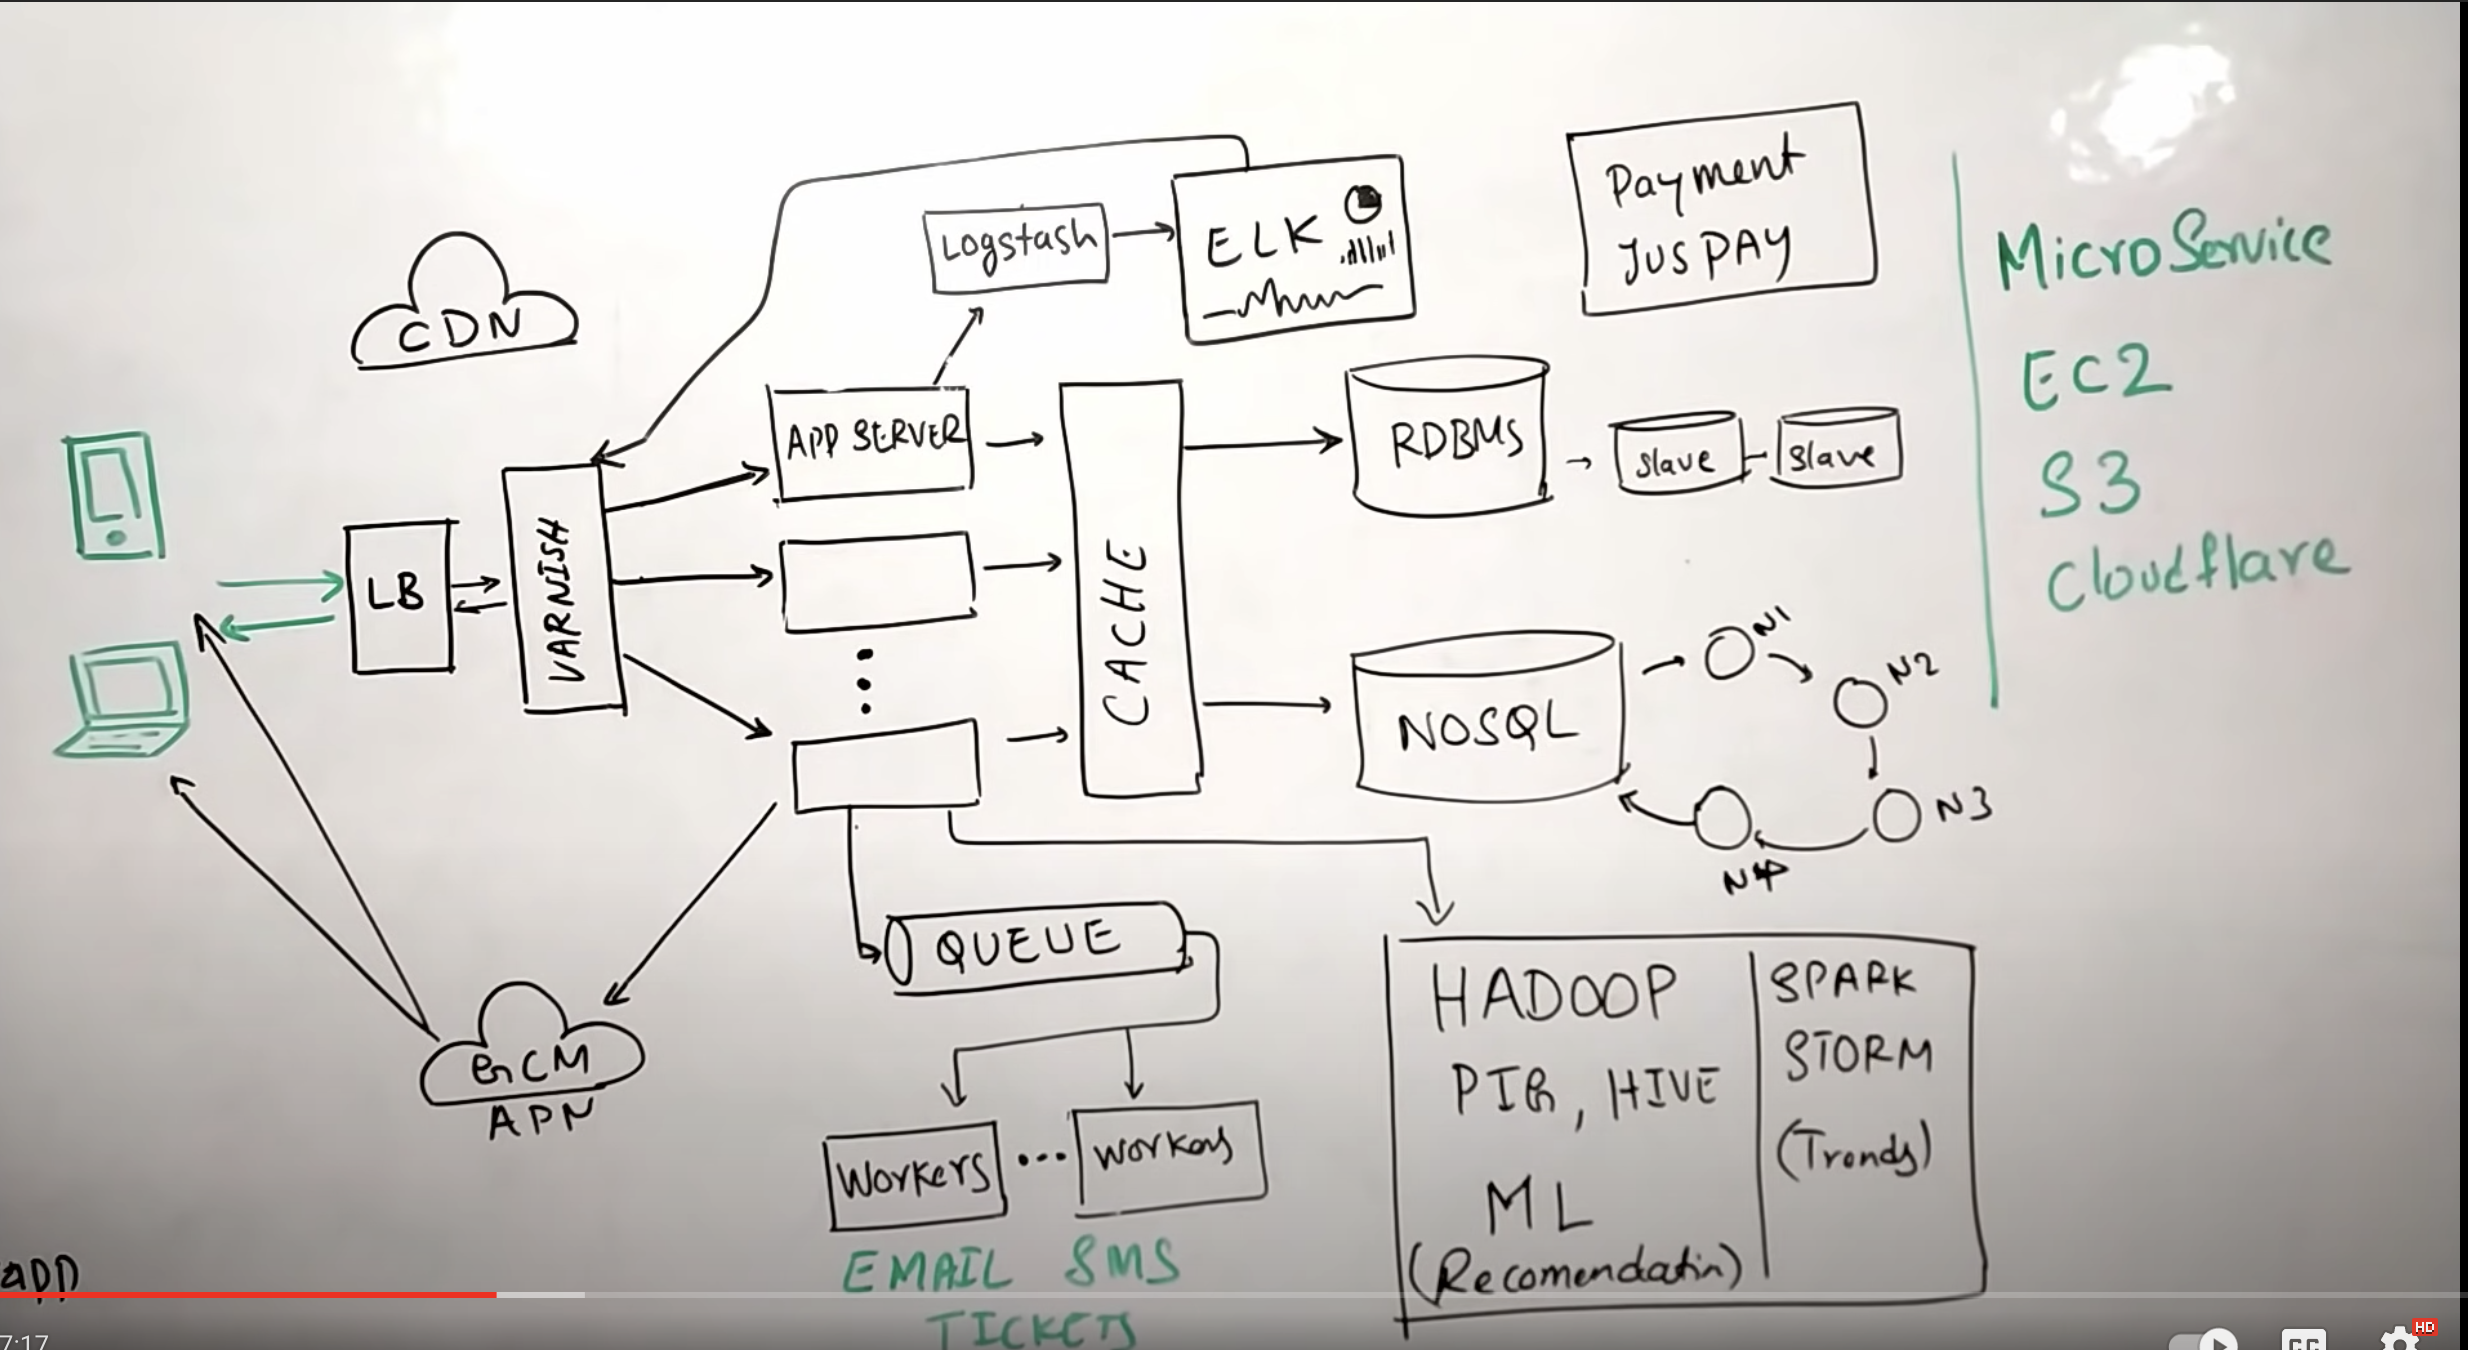 CDN
LB
VARNISH
Logstash
ELK
Payment
JUSPAY
APP SERVER
CACHE
RDBMS
Slave
Slave
NOSQL
N1
N2
N3
N4
MicroService
EC2
S3
Cloudflare
GCM
APN
QUEUE
Workers
...
workers
EMAIL SMS
TICKETS
HADOOP
PIG, HIVE
ML
(Recomendatin)
SPARK
STORM
(Trends)
APP
7:17
CC
HD